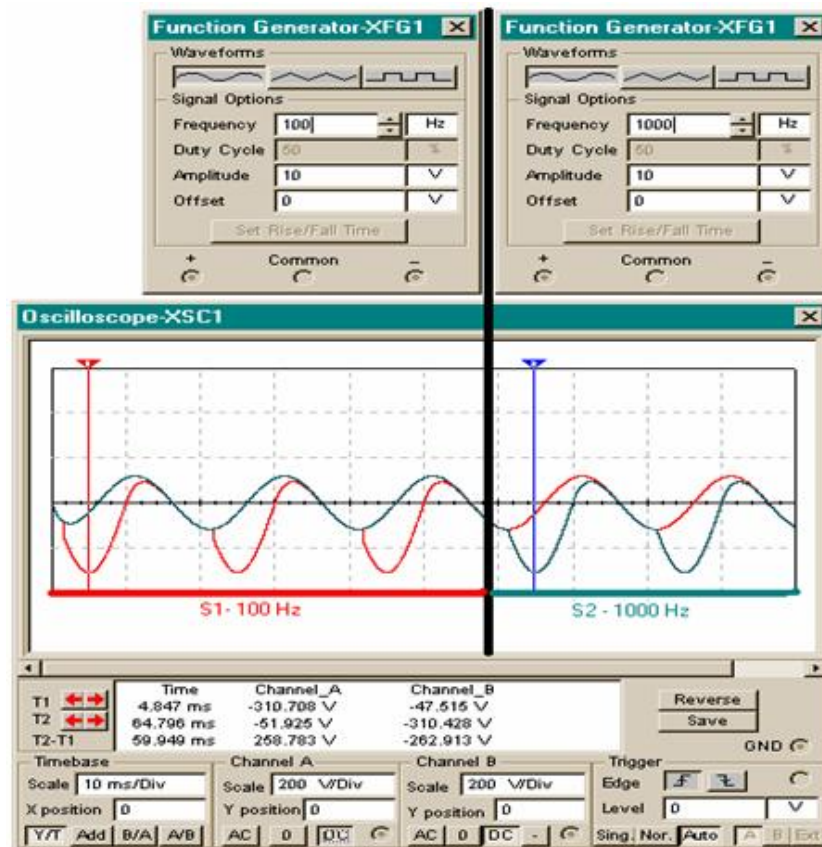 Function Generator-XFG1
Waveforms
Signal Options
Frequency 100 Hz
Duty Cycle 50 %
Amplitude 10 V
Offset 0 V
Set Rise/Fall Time
+ Common –
Function Generator-XFG1
Waveforms
Signal Options
Frequency 1000 Hz
Duty Cycle 50 %
Amplitude 10 V
Offset 0 V
Set Rise/Fall Time
+ Common –
Oscilloscope-XSC1
S1- 100 Hz
S2 - 1000 Hz
Time Channel_A Channel_B
T1 4.847 ms -310.708 V -47.515 V
T2 64.796 ms -51.925 V -310.428 V
T2-T1 59.949 ms 258.783 V -262.913 V
Reverse
Save
GND
Timebase
Scale 10 ms/Div
X position 0
Y/T Add B/A A/B
Channel A
Scale 200 V/Div
Y position 0
AC 0 DC
Channel B
Scale 200 V/Div
Y position 0
AC 0 DC -
Trigger
Edge
Level 0 V
Sing. Nor. Auto A B Ext